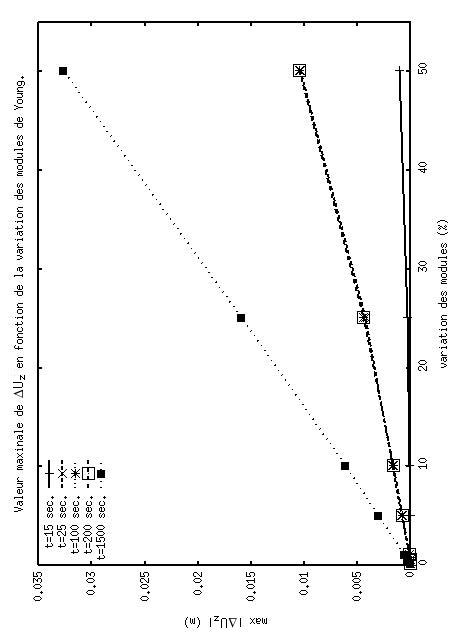 Valeur maximale de ΔUz en fonction de la variation des modules de Young.
t=15 sec.
t=25 sec.
t=100 sec.
t=200 sec.
t=1500 sec.
0.035
0.03
0.025
0.02
0.015
0.01
0.005
0
max |ΔUz| (m)
0
10
20
30
40
50
variation des modules (%)